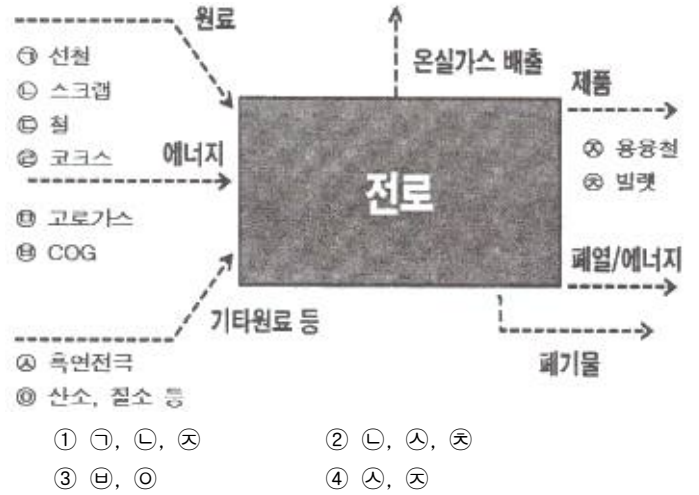 원료
㉠ 선철
㉡ 스크랩
㉢ 철
㉣ 코크스
에너지
㉤ 고로가스
㉥ COG
기타원료 등
㉦ 흑연전극
㉧ 산소, 질소 등
전로
온실가스 배출
제품
㉨ 용융철
㉩ 빌랫
폐열/에너지
폐기물
① ㉠, ㉡, ㉨ ② ㉡, ㉦, ㉩
③ ㉥, ㉧ ④ ㉦, ㉨